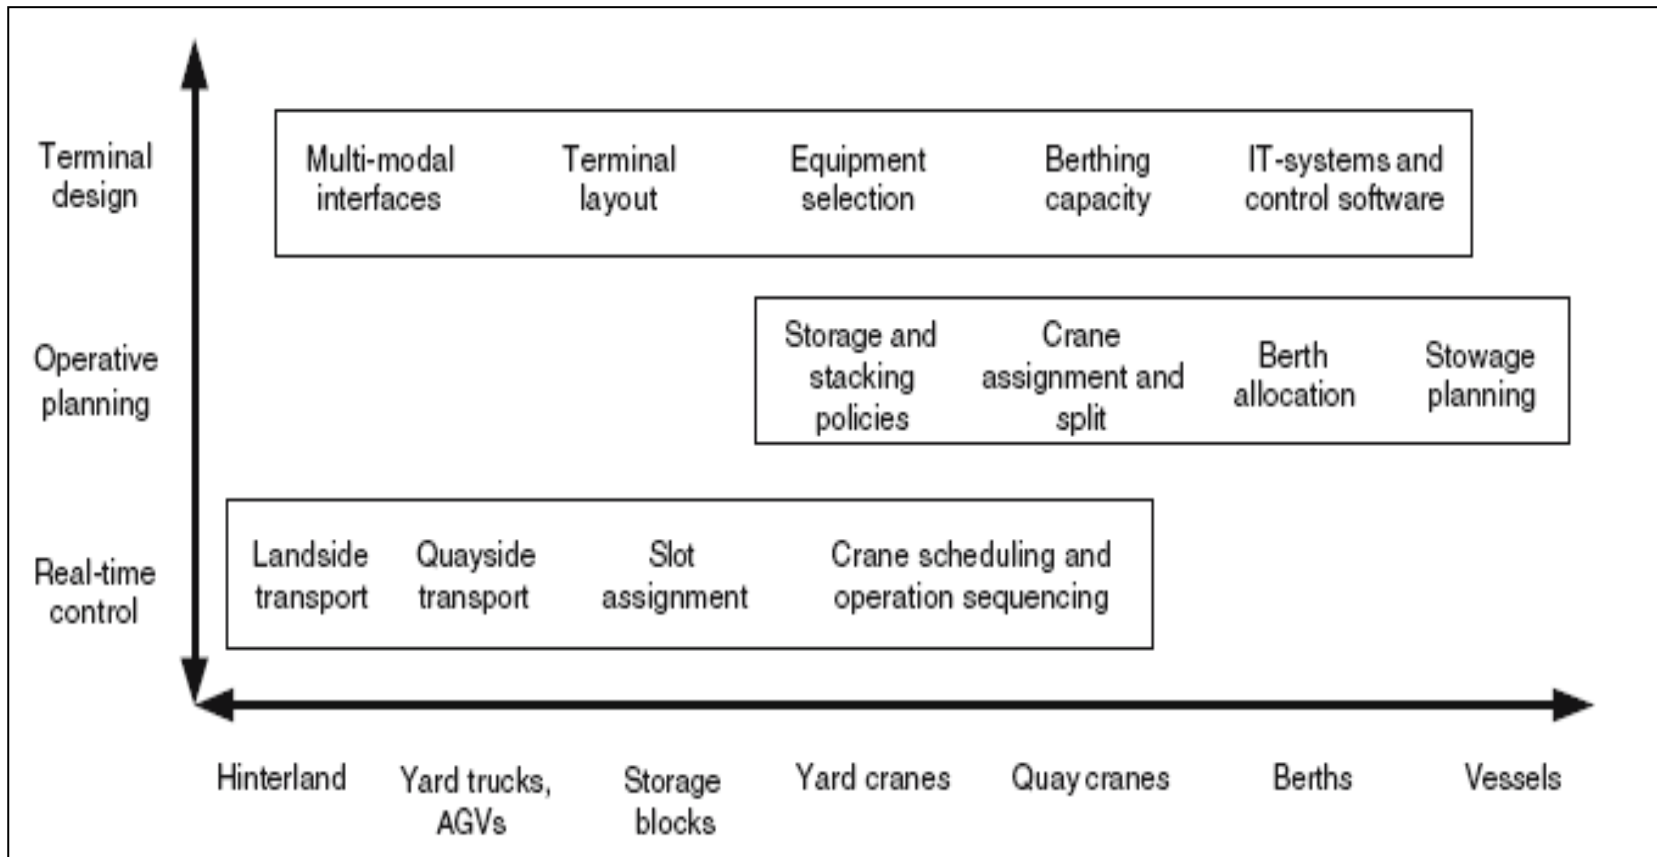 Terminal
design
Multi-modal
interfaces
Terminal
layout
Equipment
selection
Berthing
capacity
IT-systems and
control software
Operative
planning
Storage and
stacking
policies
Crane
assignment and
split
Berth
allocation
Stowage
planning
Real-time
control
Landside
transport
Quayside
transport
Slot
assignment
Crane scheduling and
operation sequencing
Hinterland
Yard trucks,
AGVs
Storage
blocks
Yard cranes
Quay cranes
Berths
Vessels